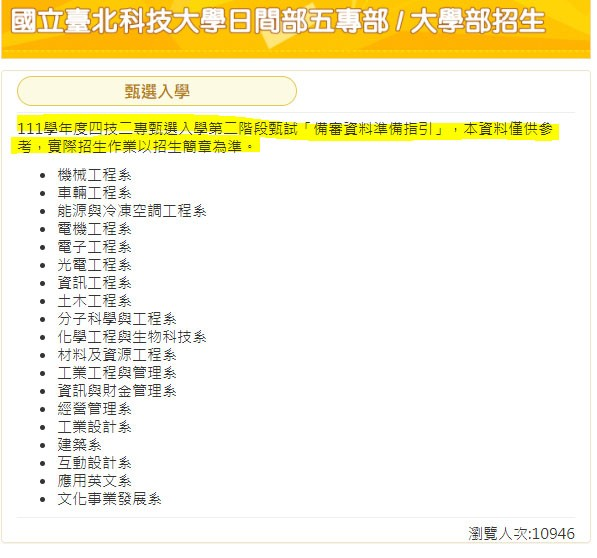 國立臺北科技大學日間部五專部 / 大學部招生
甄選入學
111學年度四技二專甄選入學第二階段甄試「備審資料準備指引」，本資料僅供參
考，實際招生作業以招生簡章為準。
• 機械工程系
• 車輛工程系
• 能源與冷凍空調工程系
• 電機工程系
• 電子工程系
• 光電工程系
• 資訊工程系
• 土木工程系
• 分子科學與工程系
• 化學工程與生物科技系
• 材料及資源工程系
• 工業工程與管理系
• 資訊與財金管理系
• 經營管理系
• 工業設計系
• 建築系
• 互動設計系
• 應用英文系
• 文化事業發展系
瀏覽人次:10946